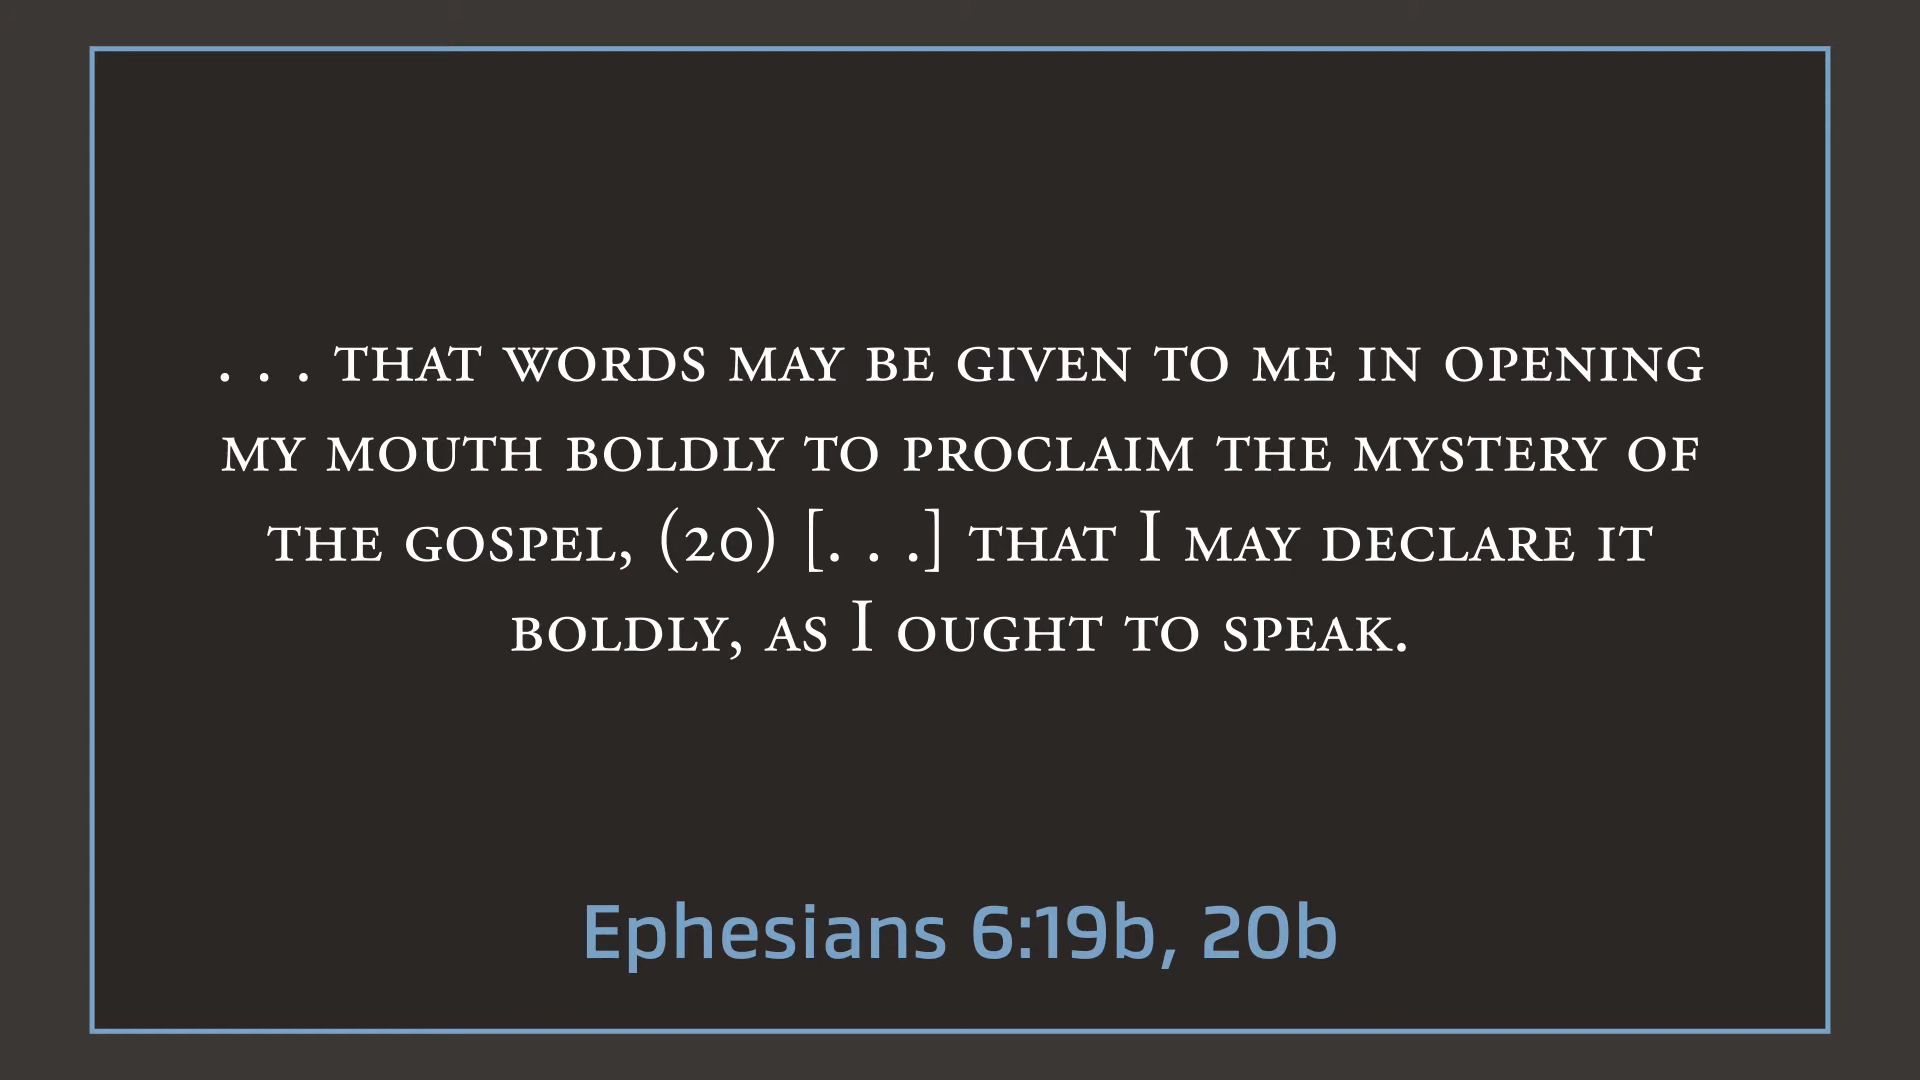 . . . that words may be given to me in opening
my mouth boldly to proclaim the mystery of
the gospel, (20) [. . .] that I may declare it
boldly, as I ought to speak.
Ephesians 6:19b, 20b